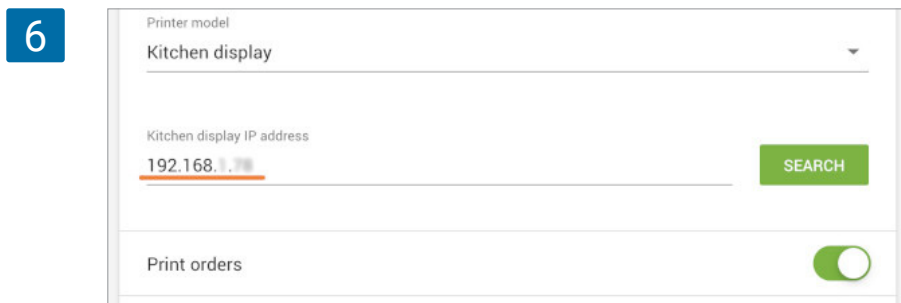 6
Printer model
Kitchen display
Kitchen display IP address
192.168.
SEARCH
Print orders